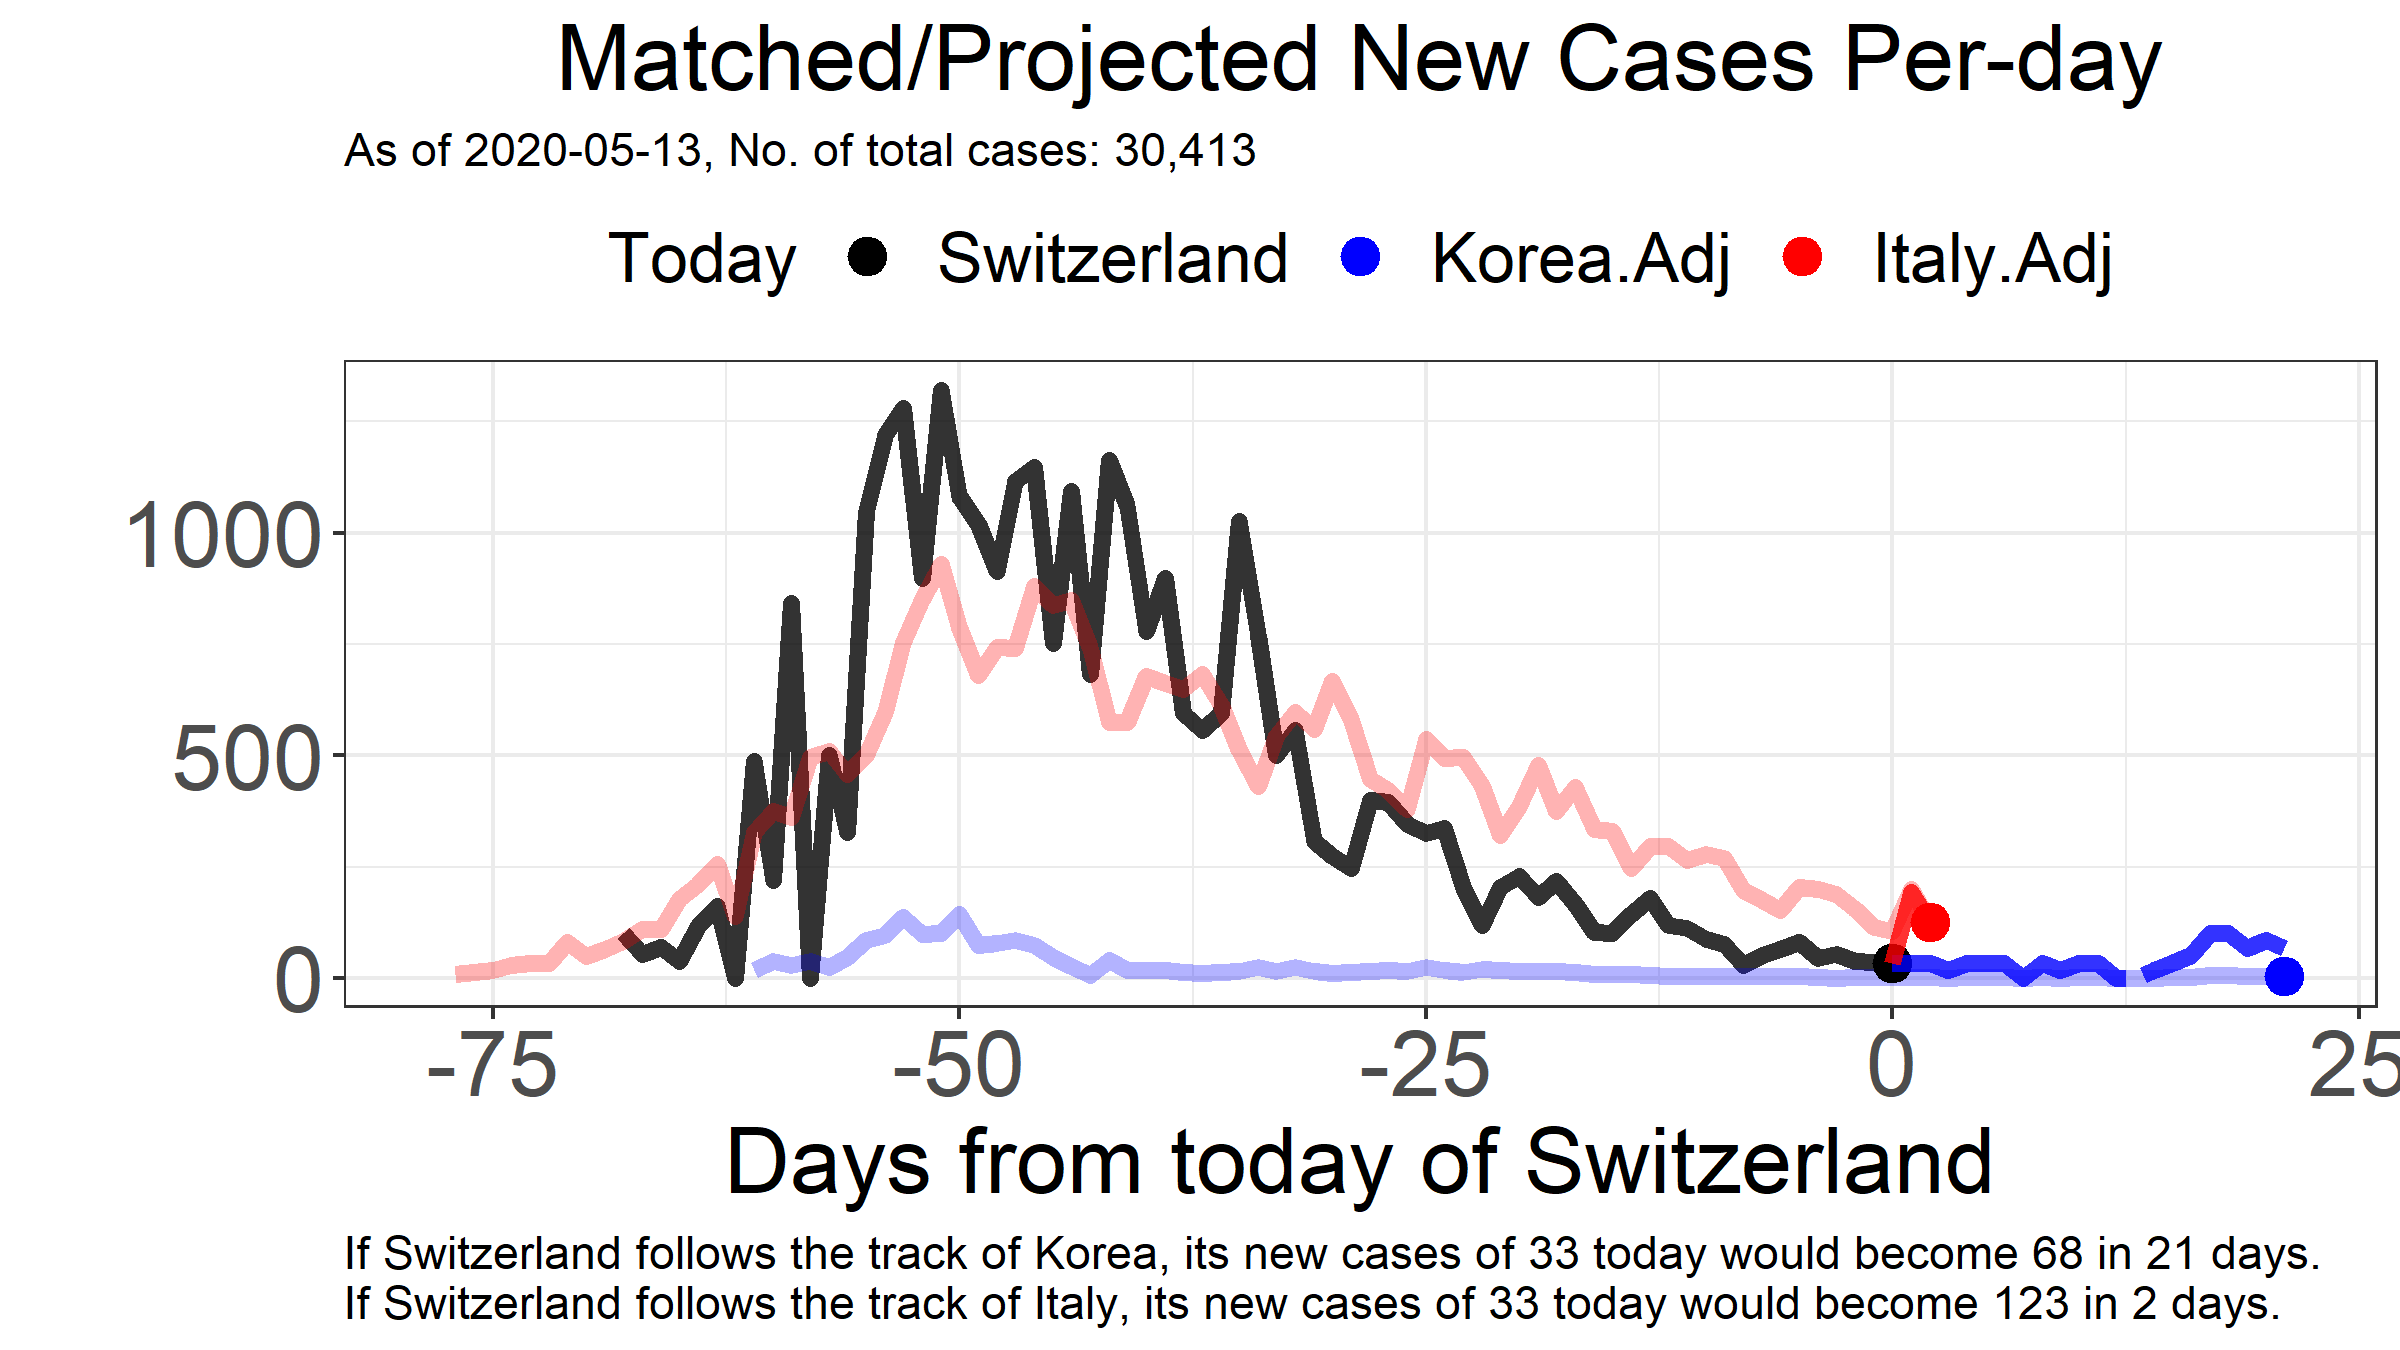 Matched/Projected New Cases Per-day
As of 2020-05-13, No. of total cases: 30,413
Today Switzerland Korea.Adj Italy.Adj
1000
500
0
-75 -50 -25 0 25
Days from today of Switzerland
If Switzerland follows the track of Korea, its new cases of 33 today would become 68 in 21 days.
If Switzerland follows the track of Italy, its new cases of 33 today would become 123 in 2 days.